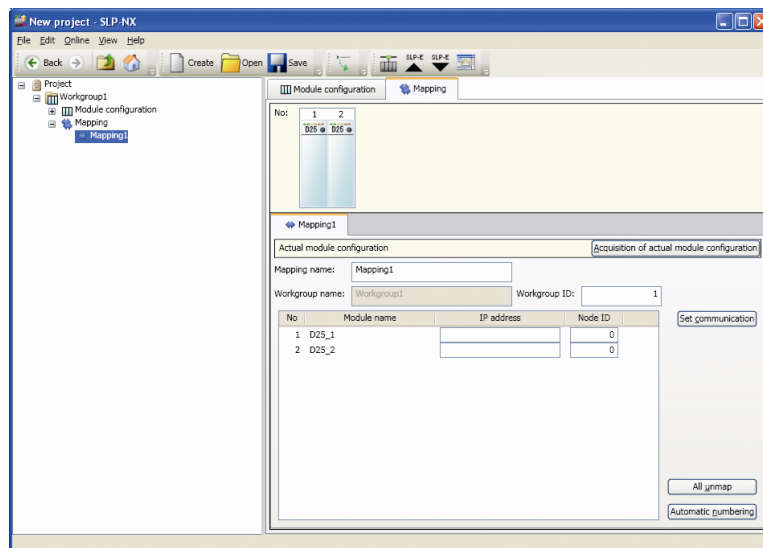 New project - SLP-NX
File Edit Online View Help
Back Create Open Save SLP-E SLP-E
Project
Workgroup1
Module configuration
Mapping
Mapping1
Module configuration Mapping
No: 1 2
D25 D25
Mapping1
Actual module configuration Acquisition of actual module configuration
Mapping name: Mapping1
Workgroup name: Workgroup1 Workgroup ID: 1
No Module name IP address Node ID Set communication
1 D25_1 0
2 D25_2 0
All unmap
Automatic numbering